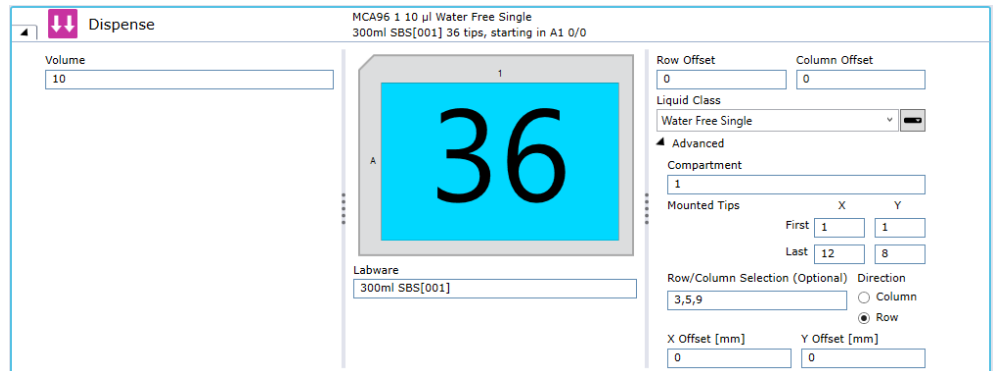 Dispense
MCA96 1 10 µl Water Free Single
300ml SBS[001] 36 tips, starting in A1 0/0
Volume
10
1
A
36
Labware
300ml SBS[001]
Row Offset Column Offset
0 0
Liquid Class
Water Free Single
Advanced
Compartment
1
Mounted Tips X Y
First 1 1
Last 12 8
Row/Column Selection (Optional) Direction
3,5,9 Column
Row
X Offset [mm] Y Offset [mm]
0 0